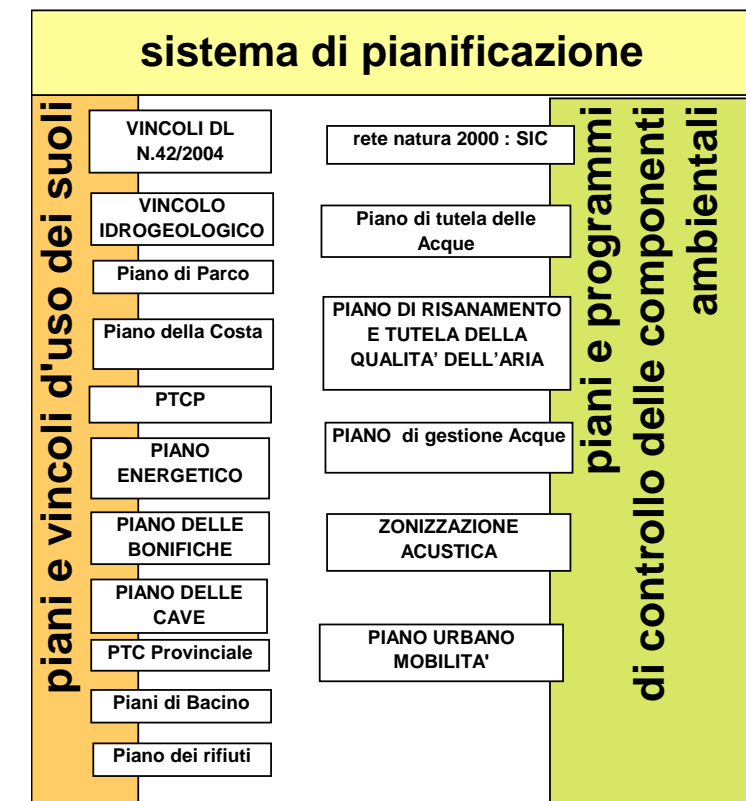 sistema di pianificazione
piani e vincoli d'uso dei suoli
VINCOLI DL
N.42/2004
VINCOLO
IDROGEOLOGICO
Piano di Parco
Piano della Costa
PTCP
PIANO
ENERGETICO
PIANO DELLE
BONIFICHE
PIANO DELLE
CAVE
PTC Provinciale
Piani di Bacino
Piano dei rifiuti
rete natura 2000 : SIC
Piano di tutela delle
Acque
PIANO DI RISANAMENTO
E TUTELA DELLA
QUALITA’ DELL’ARIA
PIANO di gestione Acque
ZONIZZAZIONE
ACUSTICA
PIANO URBANO
MOBILITA'
piani e programmi
di controllo delle componenti
ambientali